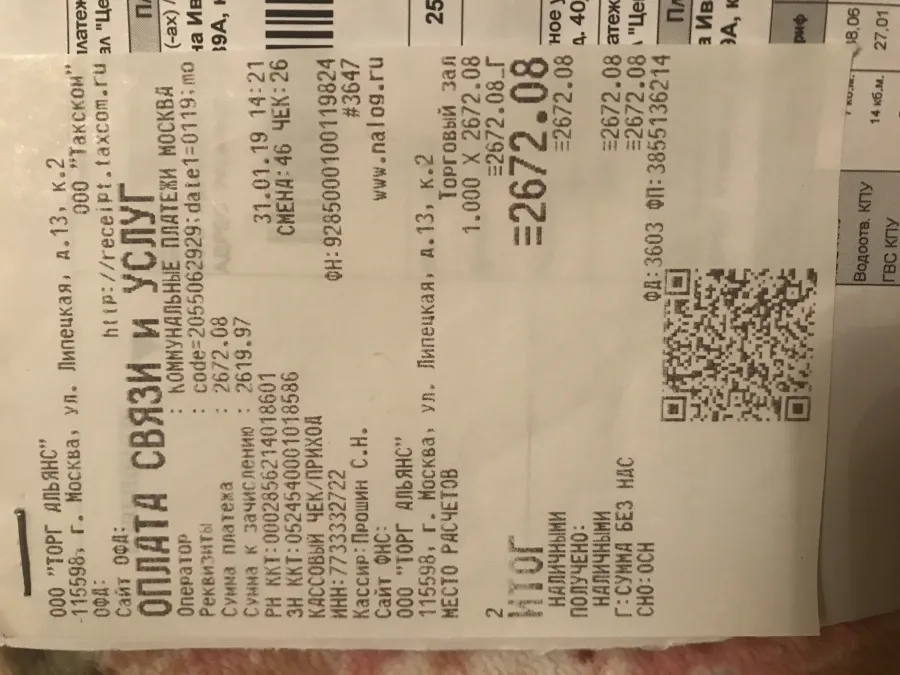 ООО "ТОРГ АЛЬЯНС"
115598, г. Москва, ул. Липецкая, д.13, к.2
ОФД: ООО "Такском"
Сайт ОФД: http://receipt.taxcom.ru
ОПЛАТА СВЯЗИ И УСЛУГ
Оператор : КОММУНАЛЬНЫЕ ПЛАТЕЖИ МОСКВА
Реквизиты : code=2055062929;date1=0119;mo
Сумма платежа : 2672.08
Сумма к зачислению : 2619.97
РН ККТ:0002856214018601 31.01.19 14:21
ЗН ККТ:0524540001018586 СМЕНА:46 ЧЕК:26
КАССОВЫЙ ЧЕК/ПРИХОД
ИНН:7733332722 ФН:9285000100119824
Кассир:Прошин С.Н. #3647
Сайт ФНС: www.nalog.ru
ООО "ТОРГ АЛЬЯНС"
115598, г. Москва, ул. Липецкая, д.13, к.2
МЕСТО РАСЧЕТОВ Торговый зал
1.000 X 2672.08
2 ≡2672.08_Г
ИТОГ ≡2672.08
НАЛИЧНЫМИ ≡2672.08
ПОЛУЧЕНО:
НАЛИЧНЫМИ ≡2672.08
Г:СУММА БЕЗ НДС ≡2672.08
СНО:ОСН ФД:3603 ФП:3855136214
25
27,01
14 кб.м.
Водоотв. КПУ
ГВС КПУ